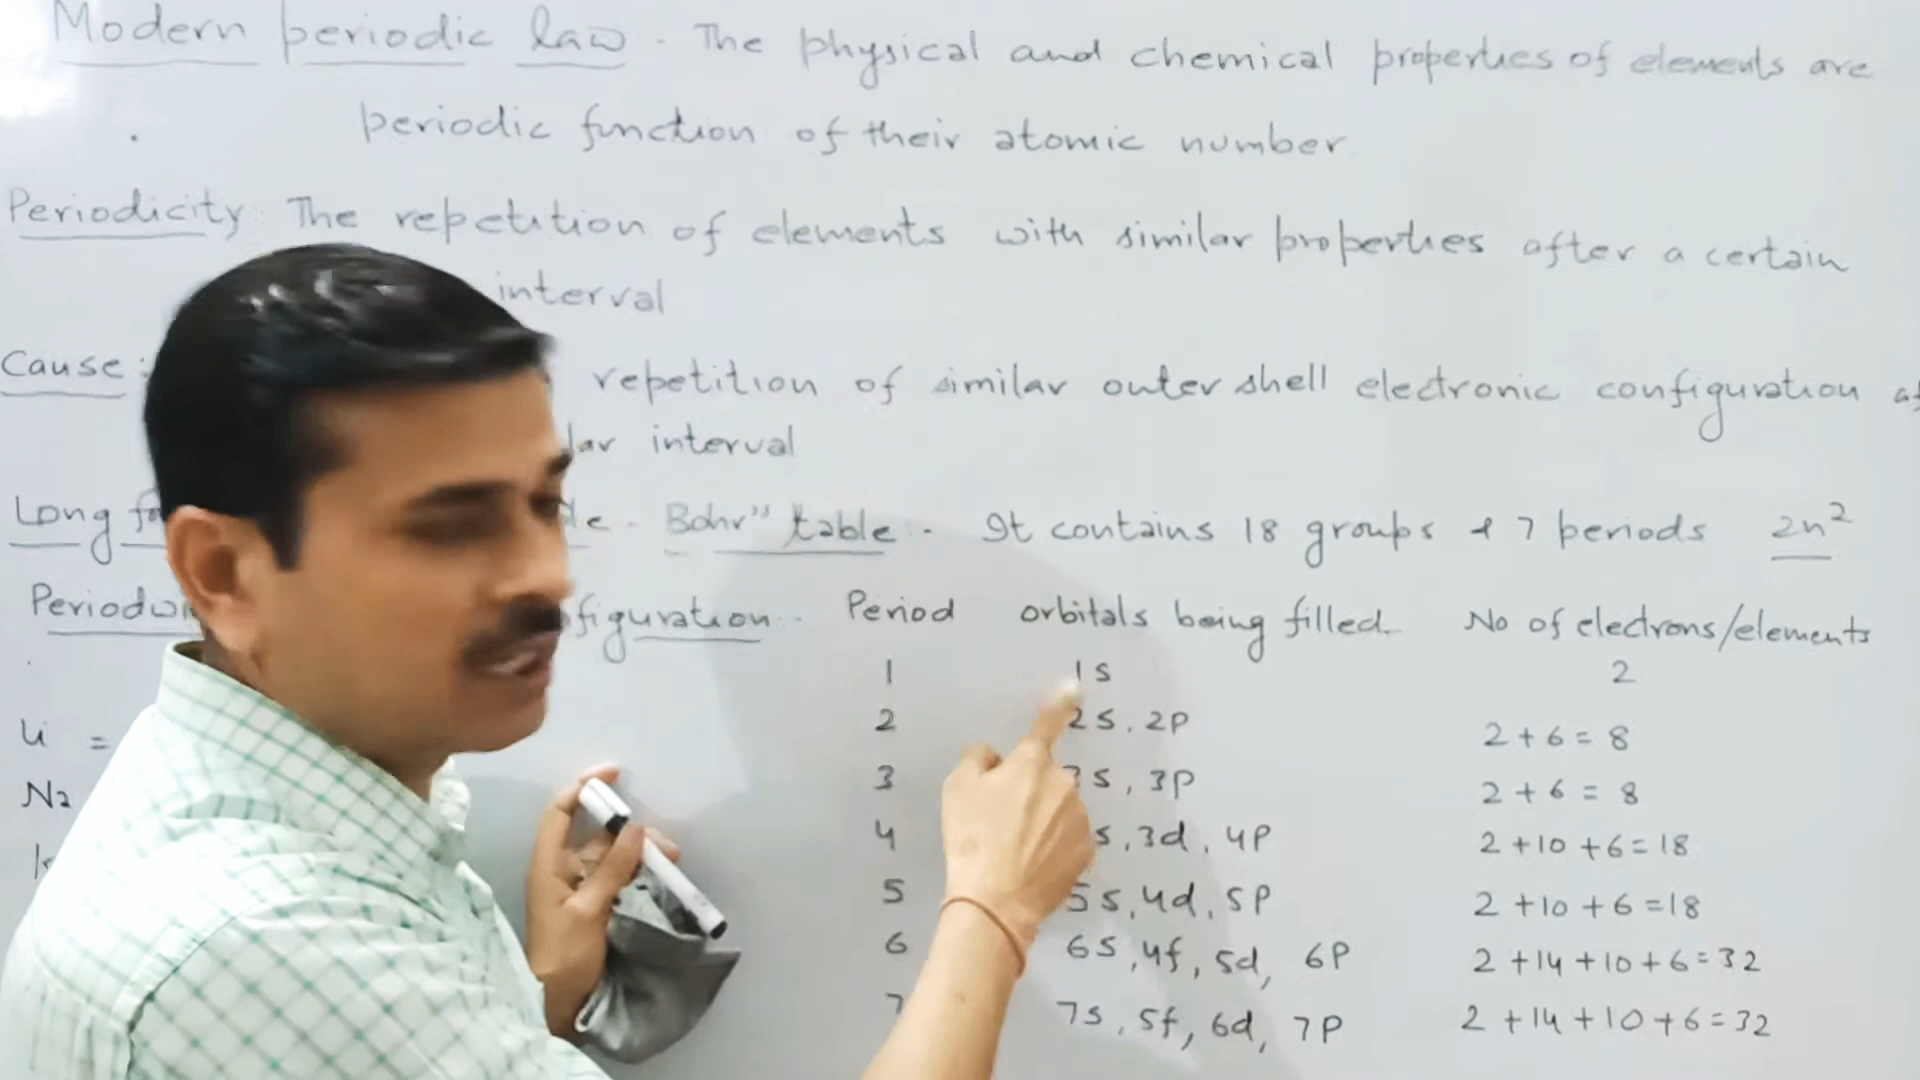 Modern periodic law - The physical and chemical properties of elements are
periodic function of their atomic number
Periodicity: The repetition of elements with similar properties after a certain
interval
Cause: repetition of similar outer shell electronic configuration
interval
Long - Bohr" table:- It contains 18 groups & 7 periods 2n²
Period orbitals being filled No of electrons/elements
1 1s 2
2 2s, 2p 2+6=8
3 s, 3p 2+6=8
4 s, 3d, 4p 2+10+6=18
5 5s, 4d, 5p 2+10+6=18
6 6s, 4f, 5d, 6p 2+14+10+6=32
7 7s, 5f, 6d, 7p 2+14+10+6=32
Li =
Na